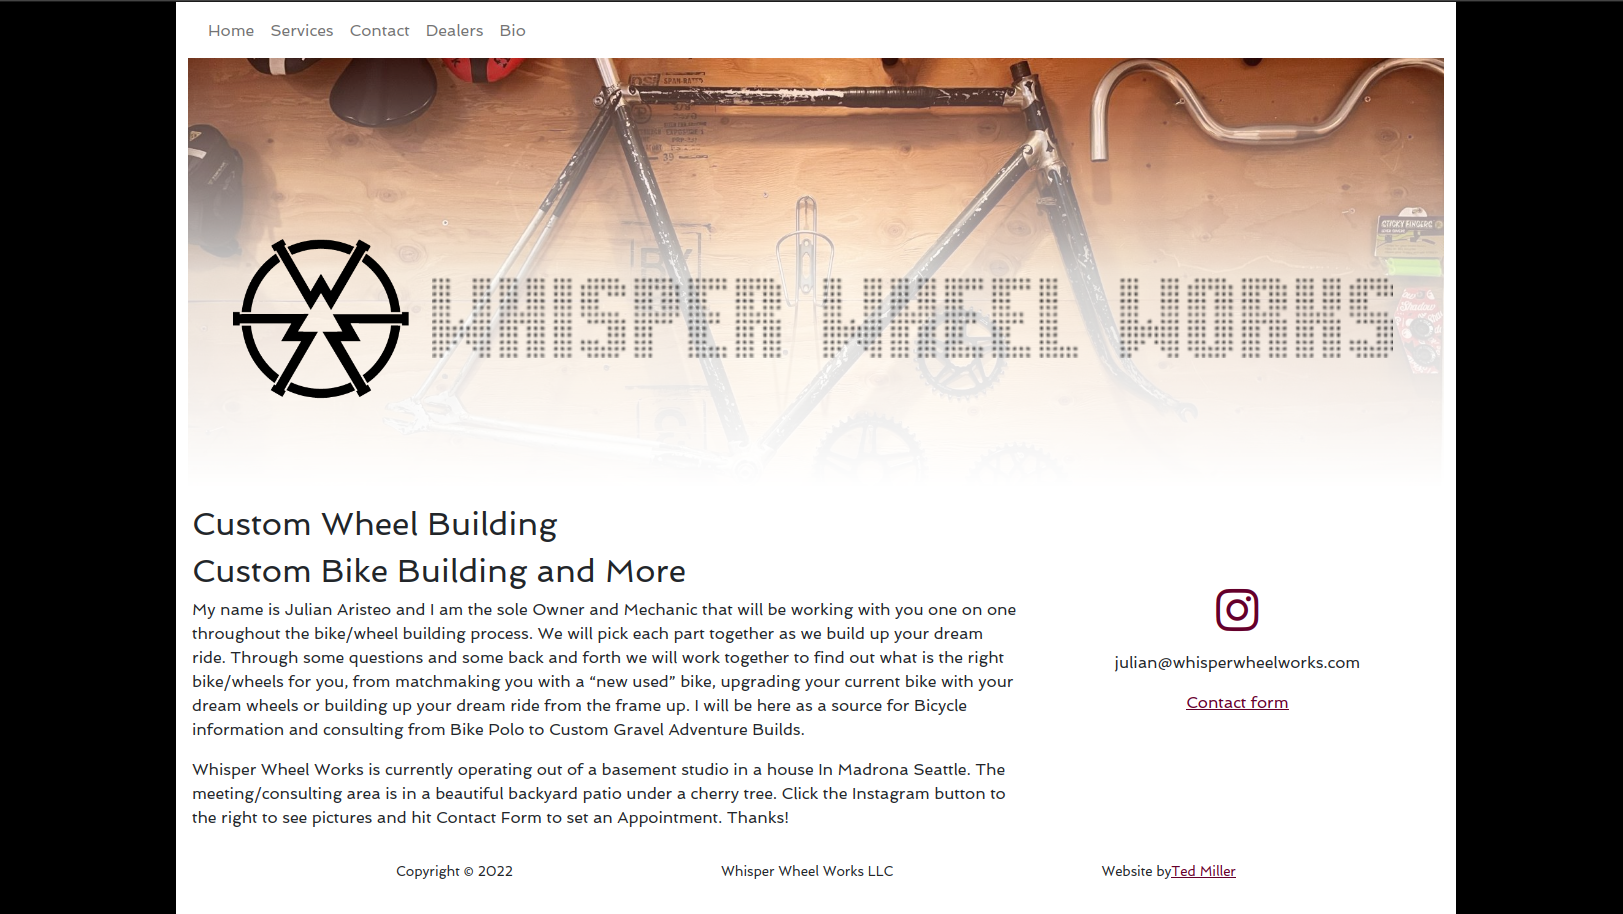 Home Services Contact Dealers Bio
SPAN-RATED
39
STICKY FINGERS
WHISPER WHEEL WORKS
Custom Wheel Building
Custom Bike Building and More
My name is Julian Aristeo and I am the sole Owner and Mechanic that will be working with you one on one
throughout the bike/wheel building process. We will pick each part together as we build up your dream
ride. Through some questions and some back and forth we will work together to find out what is the right
bike/wheels for you, from matchmaking you with a “new used” bike, upgrading your current bike with your
dream wheels or building up your dream ride from the frame up. I will be here as a source for Bicycle
information and consulting from Bike Polo to Custom Gravel Adventure Builds.
julian@whisperwheelworks.com
Contact form
Whisper Wheel Works is currently operating out of a basement studio in a house In Madrona Seattle. The
meeting/consulting area is in a beautiful backyard patio under a cherry tree. Click the Instagram button to
the right to see pictures and hit Contact Form to set an Appointment. Thanks!
Copyright © 2022 Whisper Wheel Works LLC Website byTed Miller